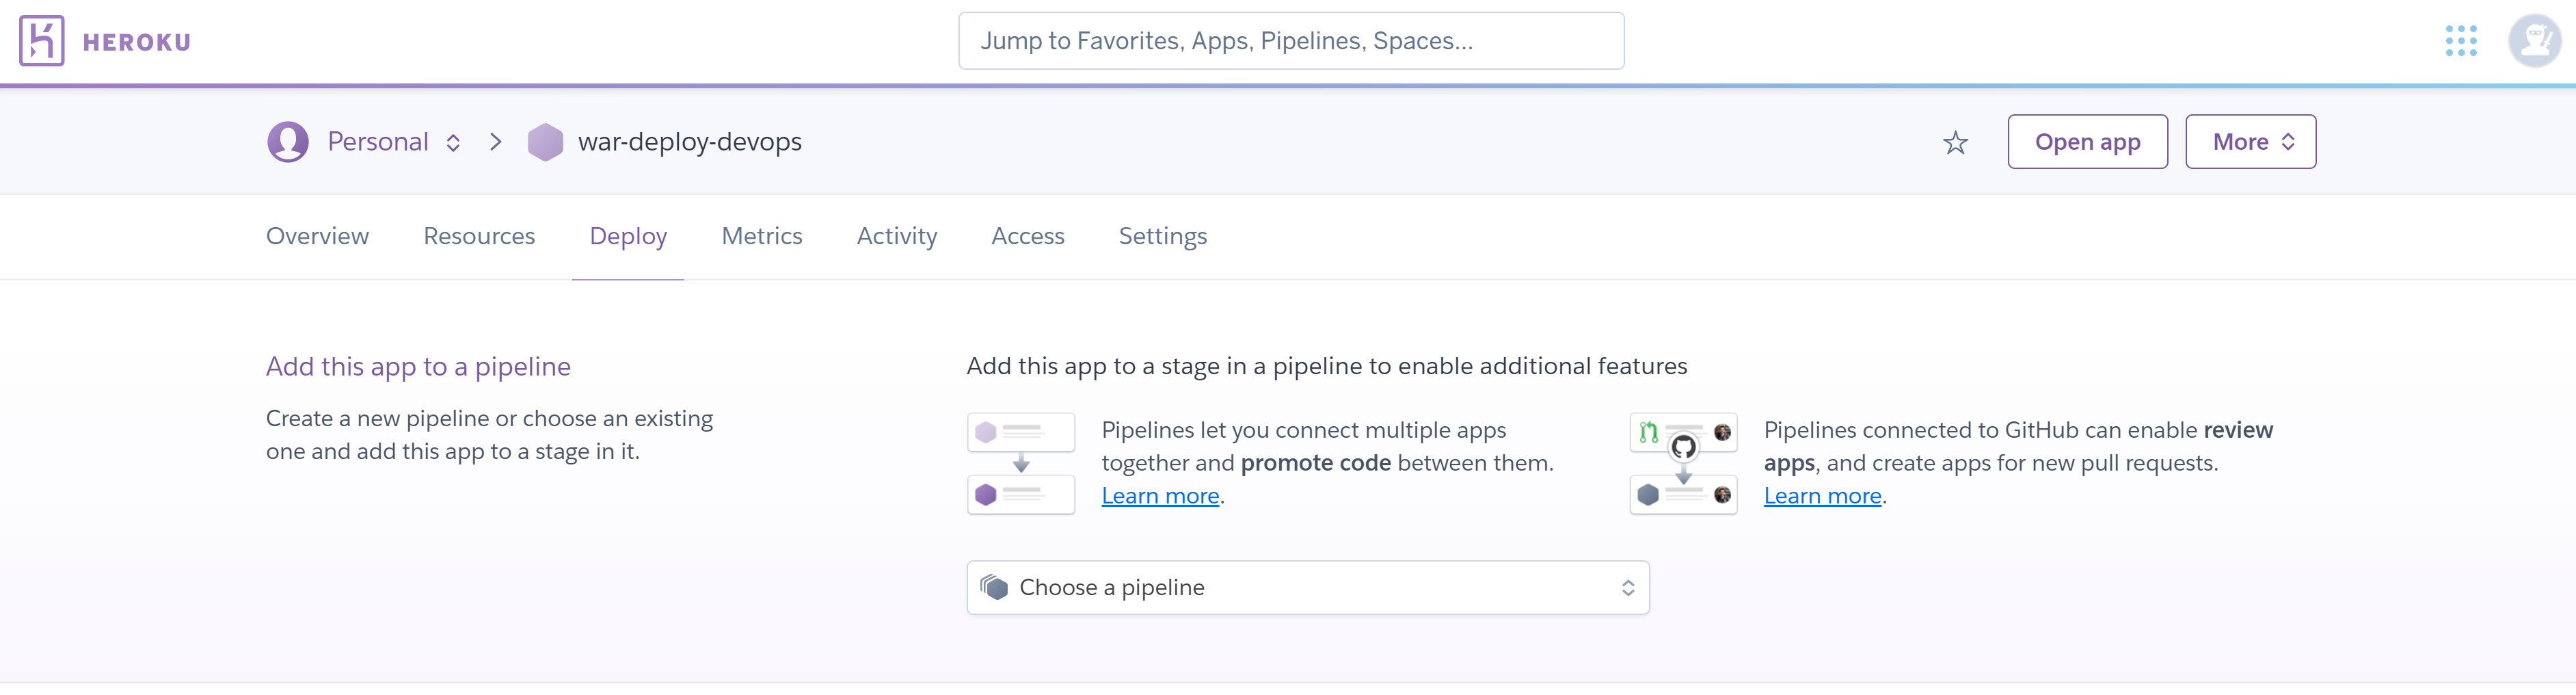 HEROKU
Jump to Favorites, Apps, Pipelines, Spaces...
Personal
war-deploy-devops
Open app
More
Overview
Resources
Deploy
Metrics
Activity
Access
Settings
Add this app to a pipeline
Create a new pipeline or choose an existing
one and add this app to a stage in it.
Add this app to a stage in a pipeline to enable additional features
Pipelines let you connect multiple apps
together and promote code between them.
Learn more.
Pipelines connected to GitHub can enable review
apps, and create apps for new pull requests.
Learn more.
Choose a pipeline